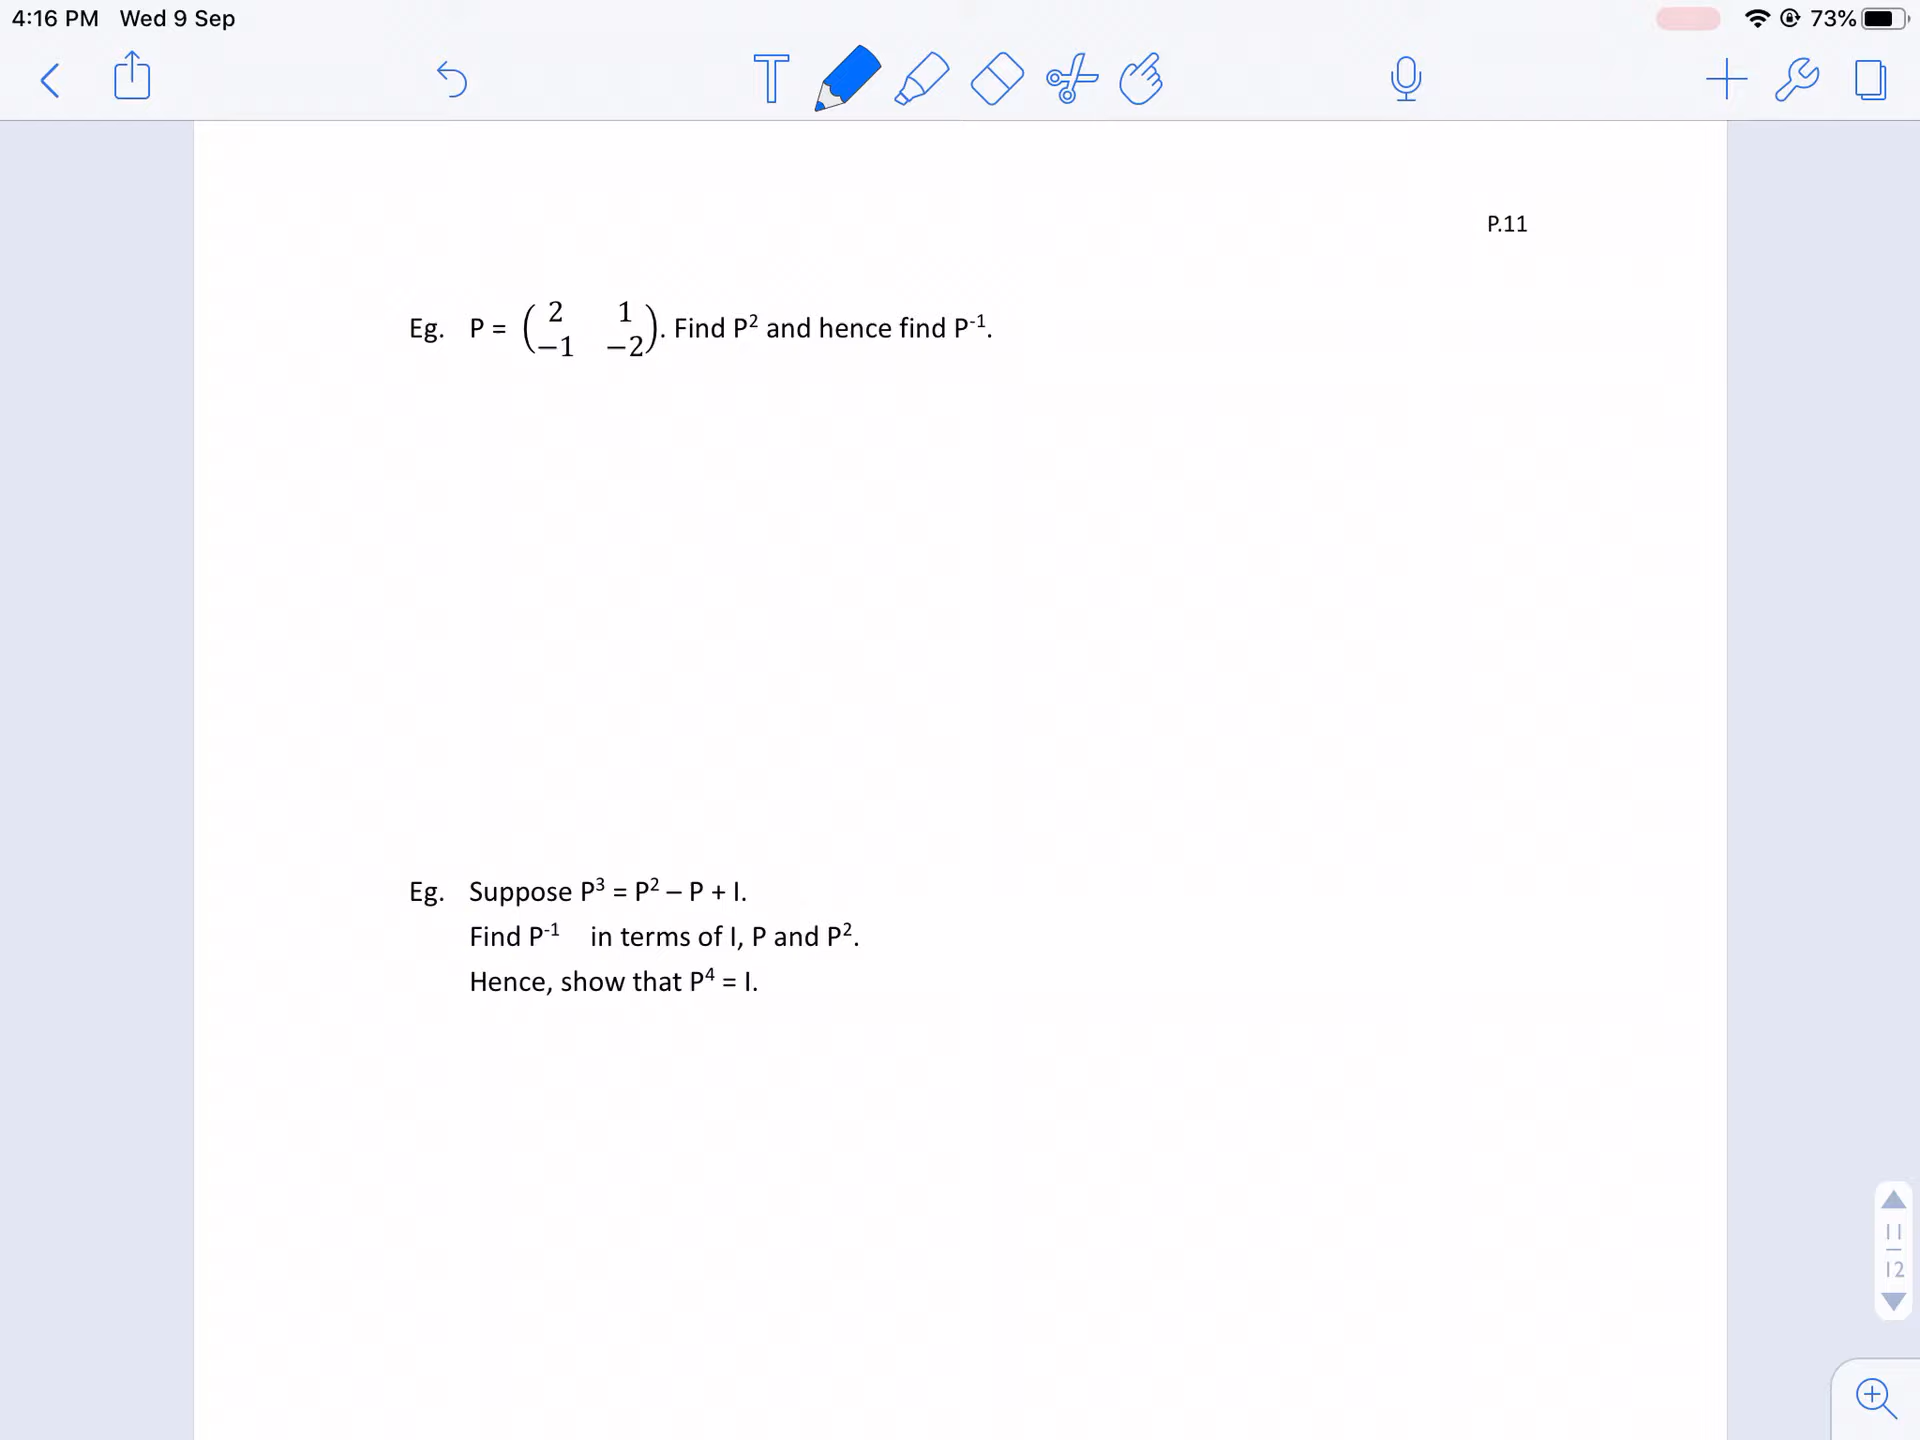 4:16 PM Wed 9 Sep 73%
T
P.11
Eg. P = (2 1
−1 −2). Find P² and hence find P⁻¹.
Eg. Suppose P³ = P² – P + I.
Find P⁻¹ in terms of I, P and P².
Hence, show that P⁴ = I.
11
12